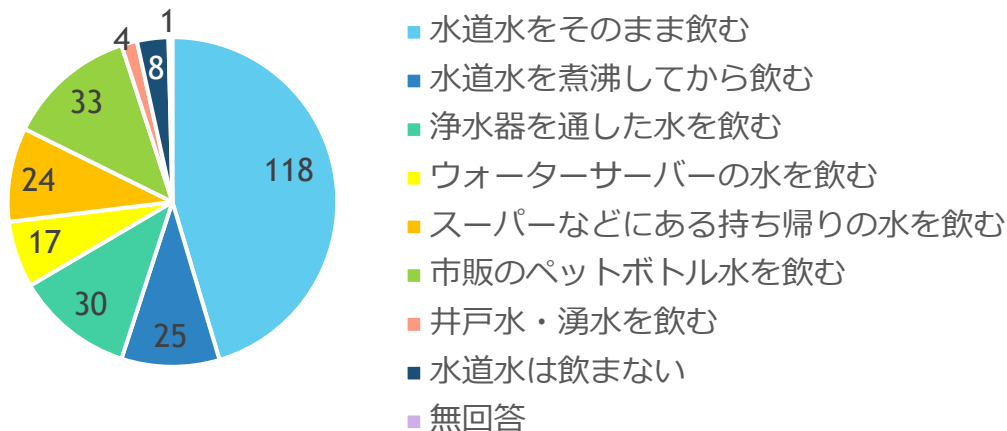 1
4
8
33
118
24
17
30
25
水道水をそのまま飲む
水道水を煮沸してから飲む
浄水器を通した水を飲む
ウォーターサーバーの水を飲む
スーパーなどにある持ち帰りの水を飲む
市販のペットボトル水を飲む
井戸水・湧水を飲む
水道水は飲まない
無回答